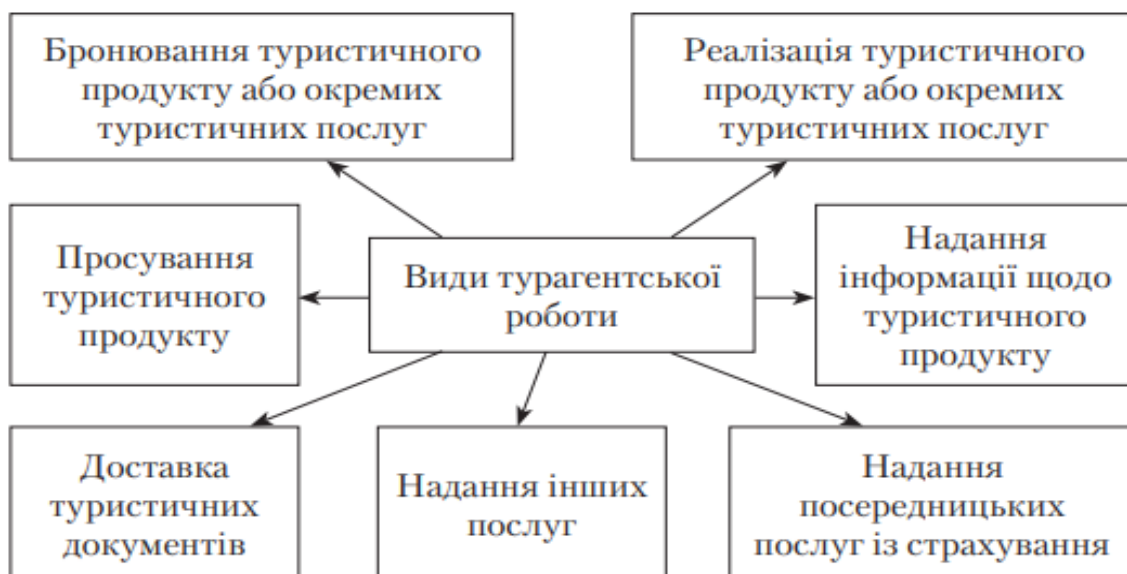 Бронювання туристичного
продукту або окремих
туристичних послуг
Реалізація туристичного
продукту або окремих
туристичних послуг
Просування
туристичного
продукту
Види турагентської
роботи
Надання
інформації щодо
туристичного
продукту
Доставка
туристичних
документів
Надання інших
послуг
Надання
посередницьких
послуг із страхування